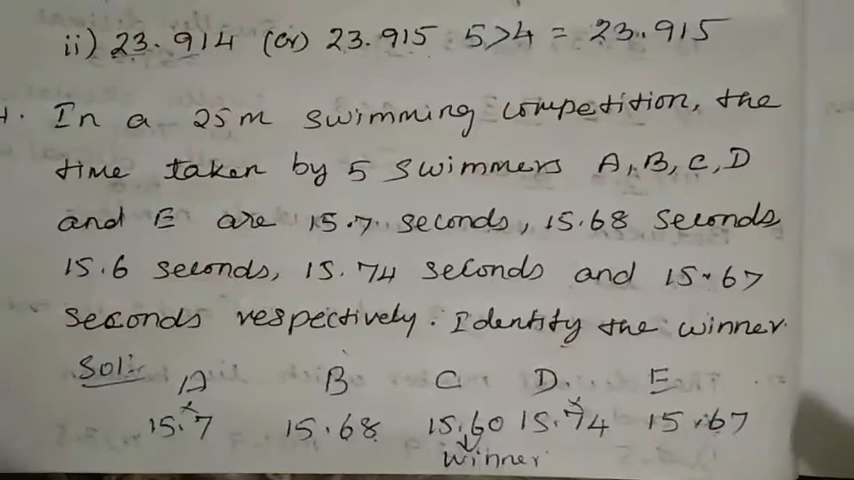 ii) 23.914 (or) 23.915 5>4 = 23.915
In a 25m swimming competition, the
time taken by 5 swimmers A, B, C, D
and E are 15.7 seconds, 15.68 seconds
15.6 seconds, 15.74 seconds and 15.67
seconds respectively. Identify the winner.
Sol:
A B C D. E
15.7 15.68 15.60 15.74 15.67
winner